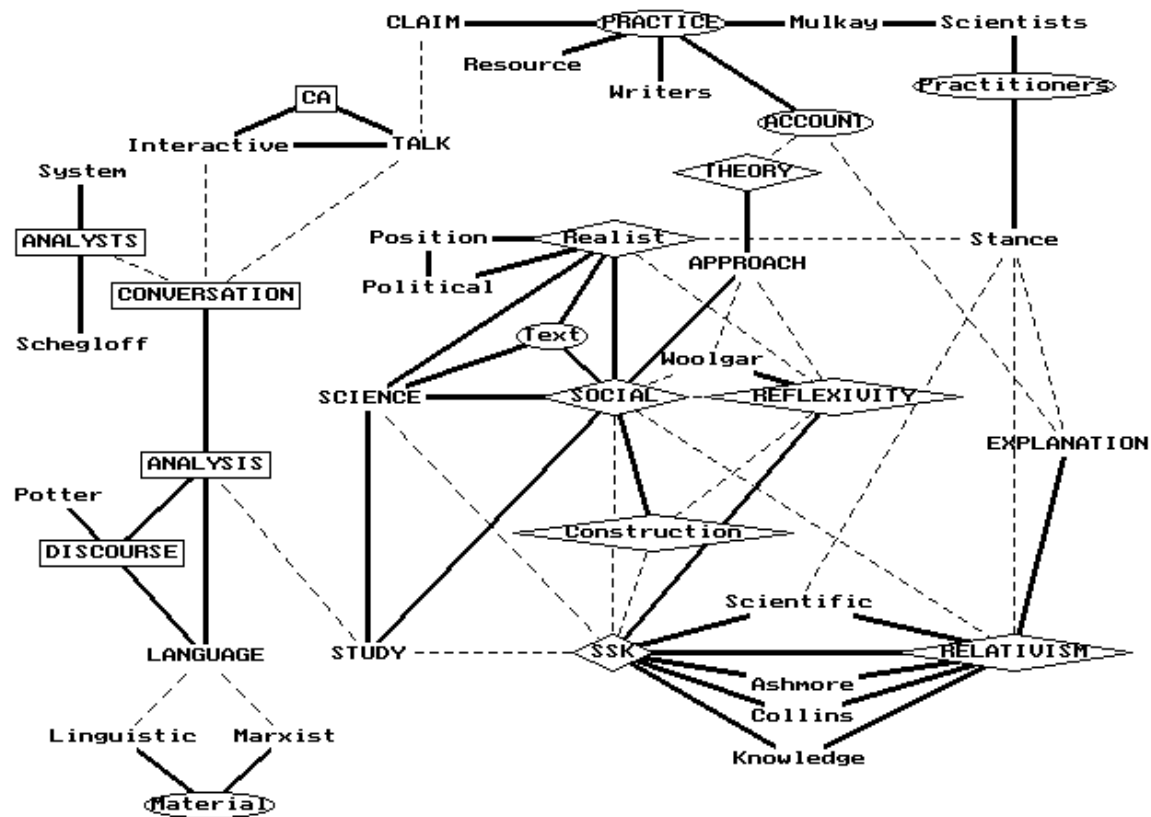 CLAIM PRACTICE Mulkay Scientists
Resource
Writers Practitioners
CA
ACCOUNT
Interactive TALK
System THEORY
ANALYSTS Position Realist Stance
APPROACH
Political
CONVERSATION
Schegloff Text
Woolgar
SCIENCE SOCIAL REFLEXIVITY
EXPLANATION
ANALYSIS
Potter
Construction
DISCOURSE
Scientific
LANGUAGE STUDY SSK RELATIVISM
Ashmore
Collins
Linguistic Marxist
Knowledge
Material